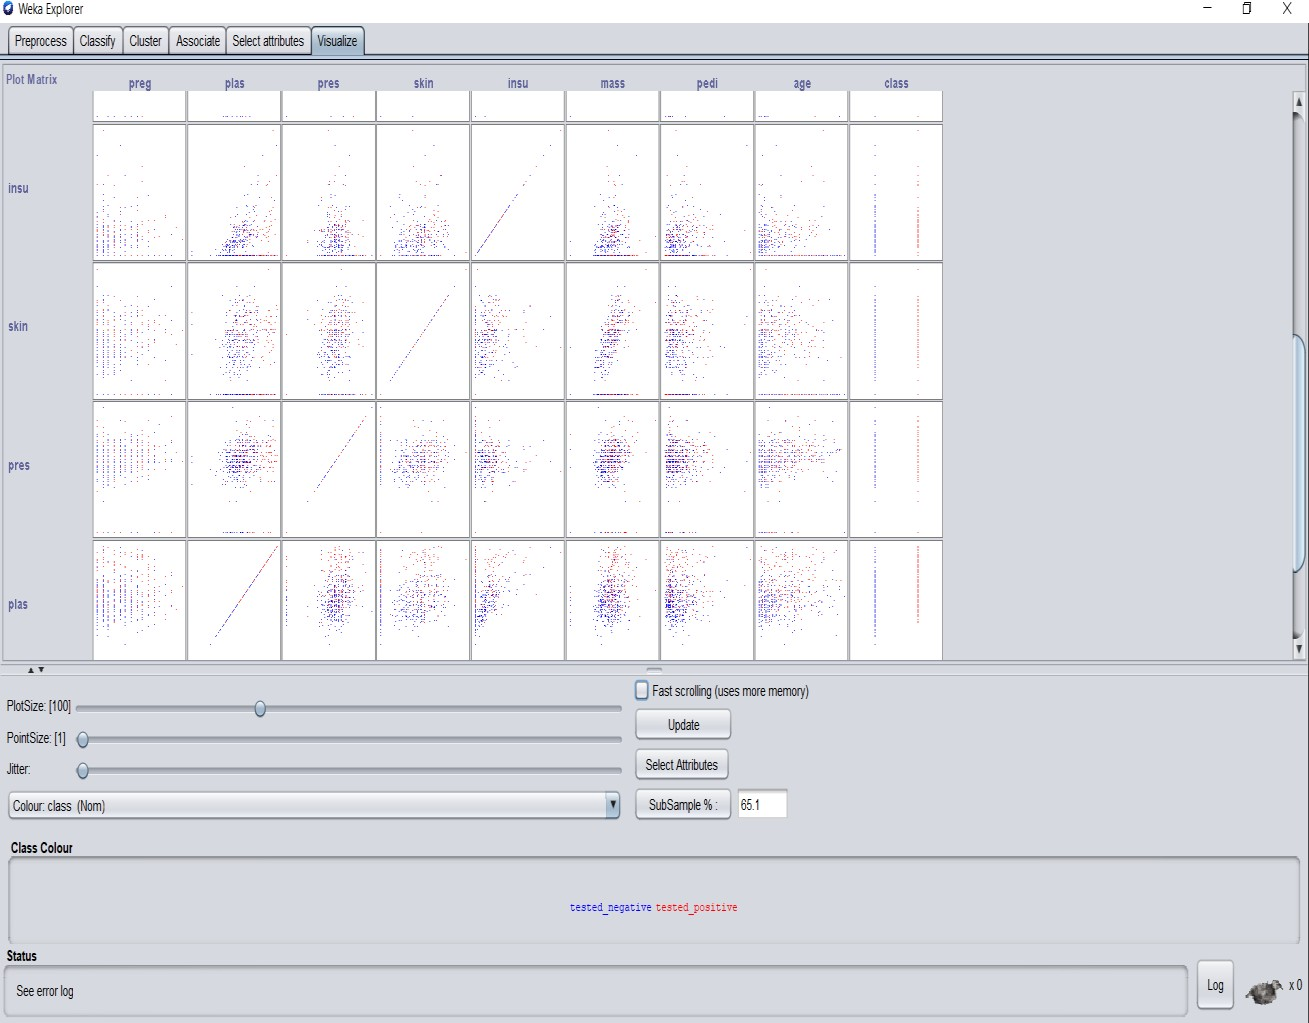 Weka Explorer
Preprocess Classify Cluster Associate Select attributes Visualize
Plot Matrix preg plas pres skin insu mass pedi age class
insu
skin
pres
plas
PlotSize: [100]
PointSize: [1]
Jitter:
Colour: class (Nom)
Fast scrolling (uses more memory)
Update
Select Attributes
SubSample % : 65.1
Class Colour
tested_negative tested_positive
Status
See error log
Log x 0